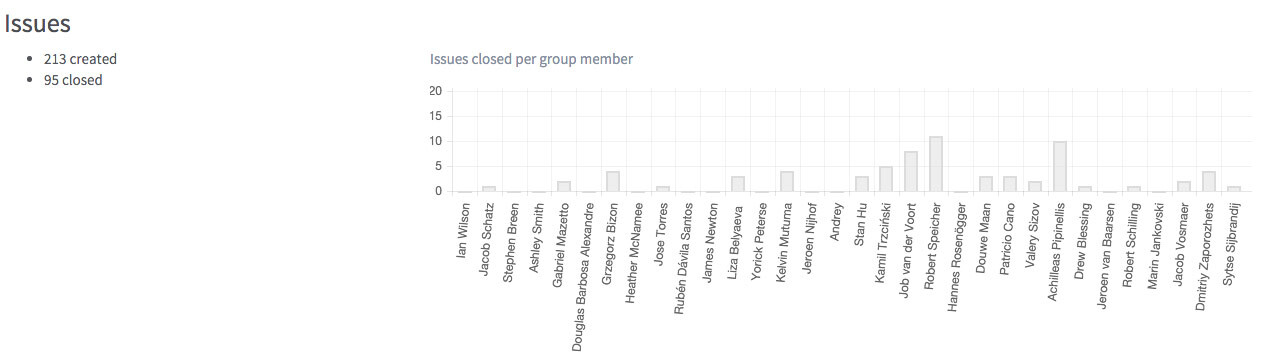 Issues
213 created
95 closed
Issues closed per group member
20
15
10
5
0
Ian Wilson
Jacob Schatz
Stephen Breen
Ashley Smith
Gabriel Mazetto
Douglas Barbosa Alexandre
Grzegorz Bizon
Heather McNamee
Jose Torres
Rubén Dávila Santos
James Newton
Liza Belyaeva
Yorick Peterse
Kelvin Mutuma
Jeroen Nijhof
Andrey
Stan Hu
Kamil Trzciński
Job van der Voort
Robert Speicher
Hannes Rosenögger
Douwe Maan
Patricio Cano
Valery Sizov
Achilleas Pipinellis
Drew Blessing
Jeroen van Baarsen
Robert Schilling
Marin Jankovski
Jacob Vosmaer
Dmitriy Zaporozhets
Sytse Sijbrandij